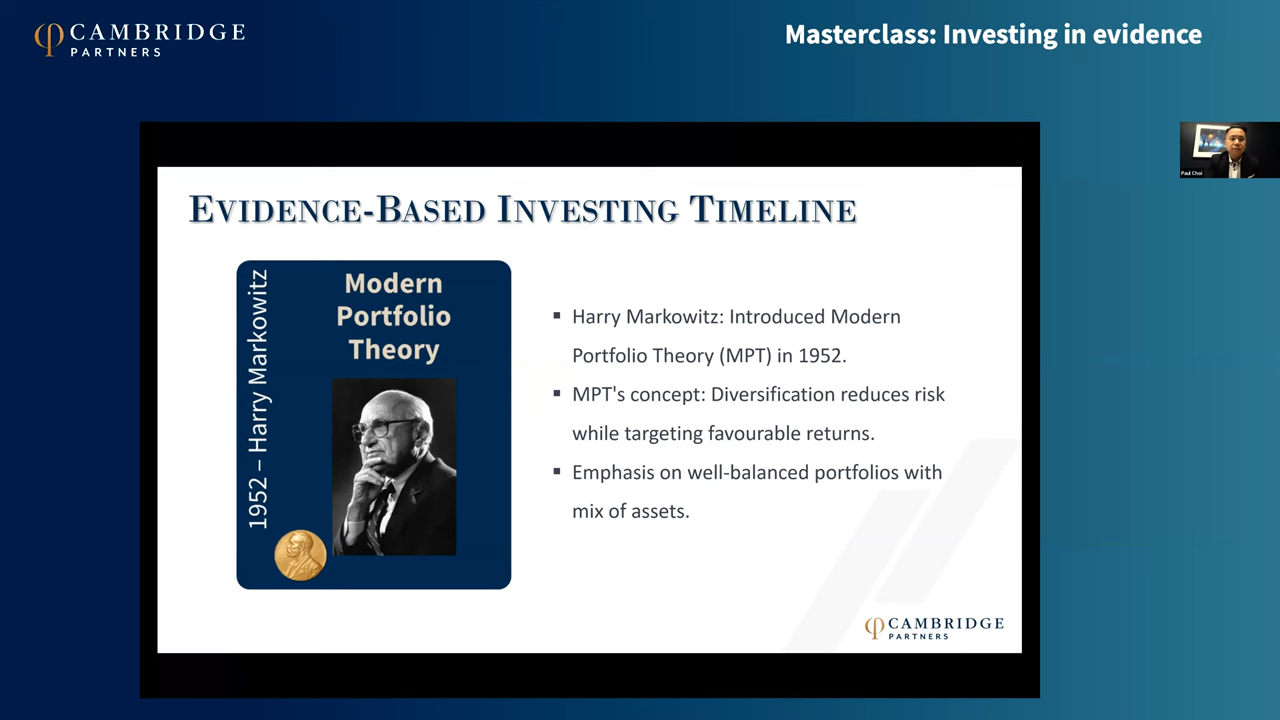 CAMBRIDGE
PARTNERS
Masterclass: Investing in evidence
Paul Choi
EVIDENCE-BASED INVESTING TIMELINE
1952 – Harry Markowitz
Modern
Portfolio
Theory
▪ Harry Markowitz: Introduced Modern
Portfolio Theory (MPT) in 1952.
▪ MPT's concept: Diversification reduces risk
while targeting favourable returns.
▪ Emphasis on well-balanced portfolios with
mix of assets.
CAMBRIDGE
PARTNERS